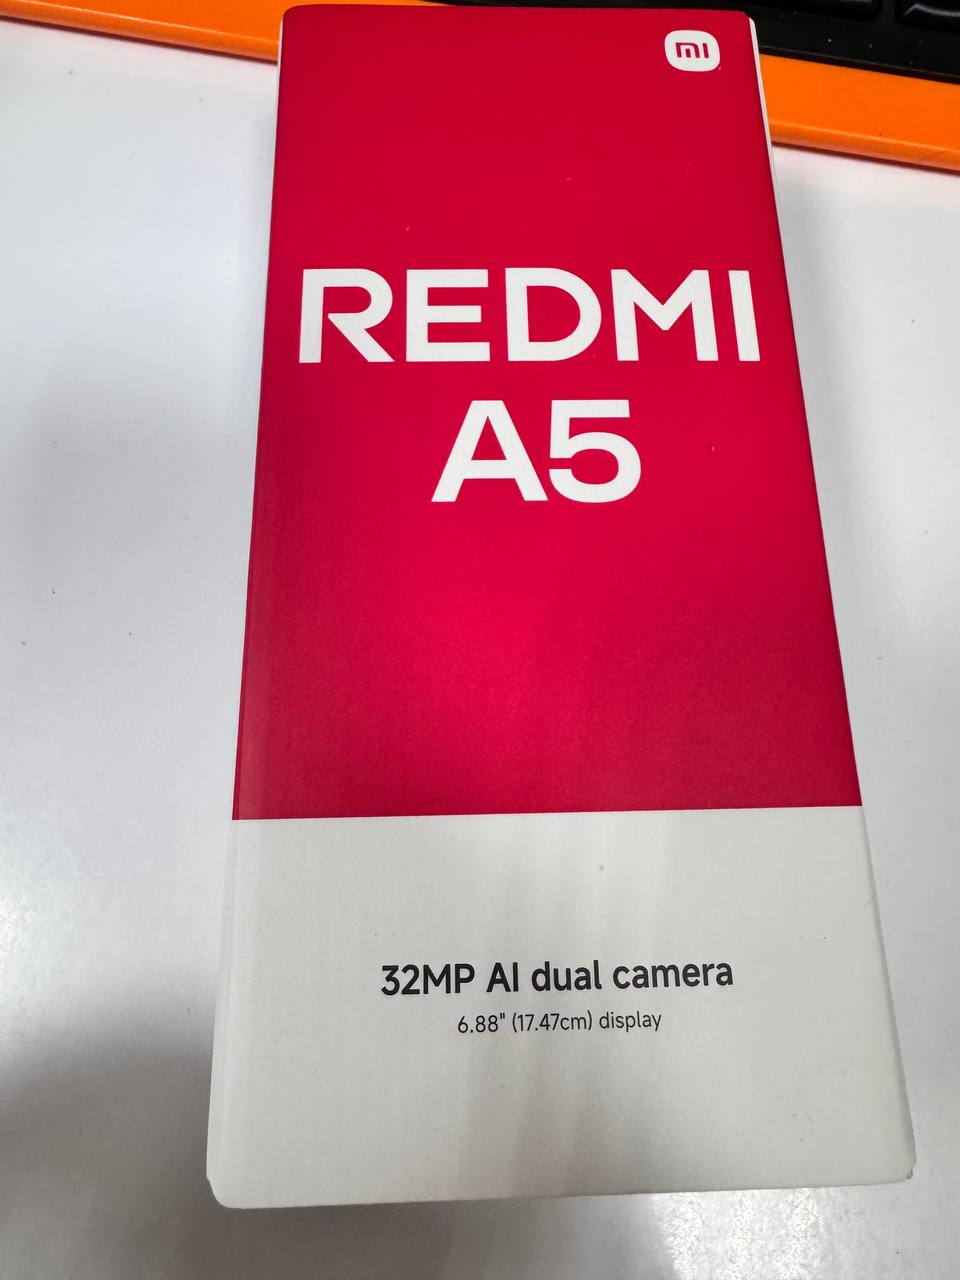 mi
REDMI
A5
32MP AI dual camera
6.88" (17.47cm) display